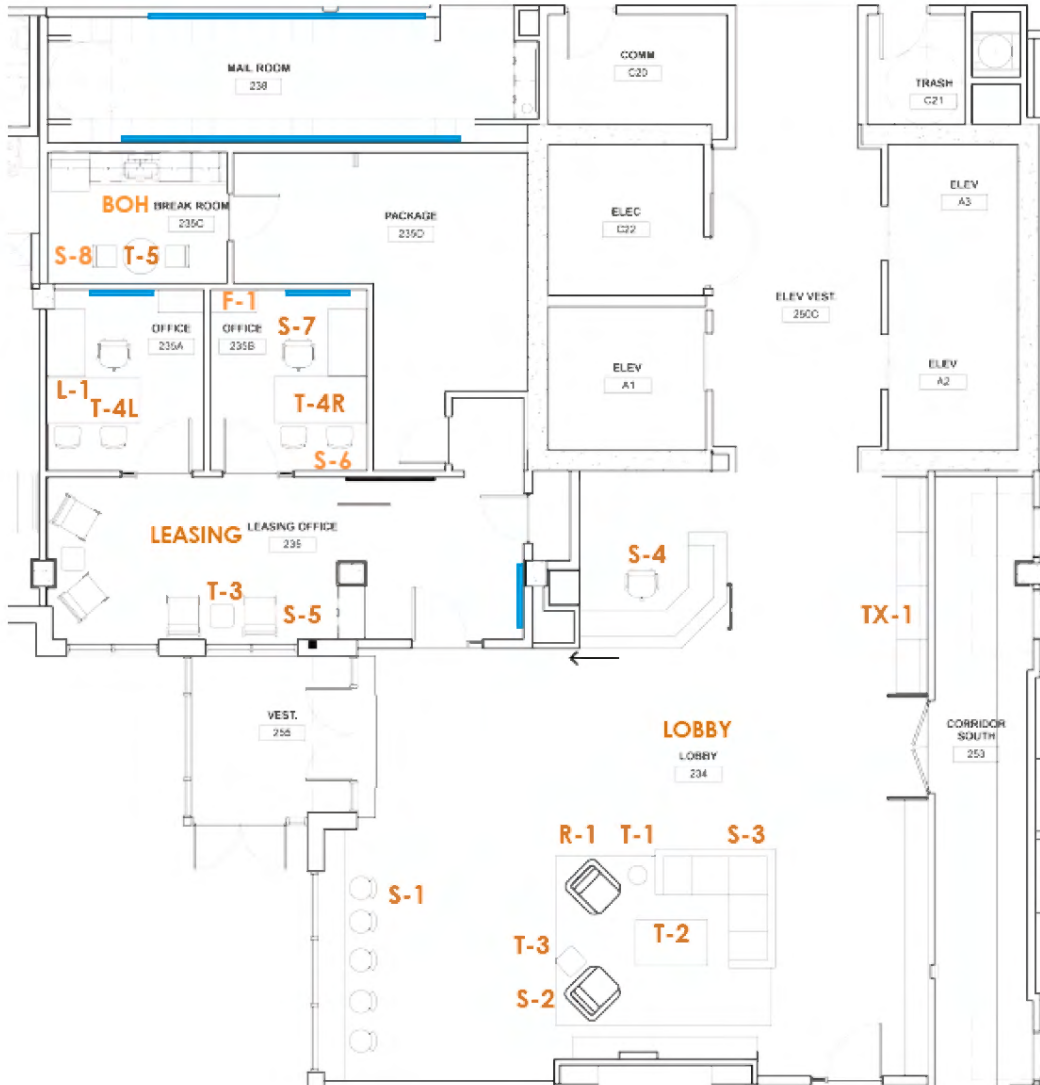 COMM
C20
MAIL ROOM
238
TRASH
C21
ELEV
A3
BOH
BREAK ROOM
235C
PACKAGE
235D
ELEC
C22
S-8
T-5
F-1
ELEV VEST.
250C
OFFICE
235A
OFFICE
235B
S-7
ELEV
A1
ELEV
A2
L-1
T-4L
T-4R
S-6
LEASING
LEASING OFFICE
235
S-4
T-3
S-5
TX-1
VEST.
255
LOBBY
LOBBY
234
CORRIDOR
SOUTH
253
R-1
T-1
S-3
S-1
T-2
T-3
S-2